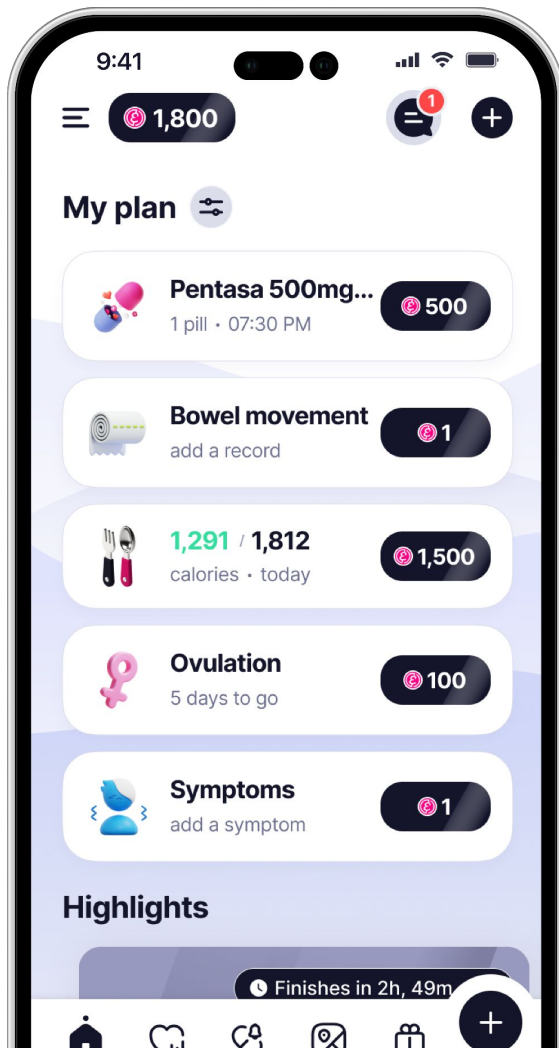 9:41
1,800
1
My plan
Pentasa 500mg...
1 pill • 07:30 PM
500
Bowel movement
add a record
1
1,291 / 1,812
calories • today
1,500
Ovulation
5 days to go
100
Symptoms
add a symptom
1
Highlights
Finishes in 2h, 49m